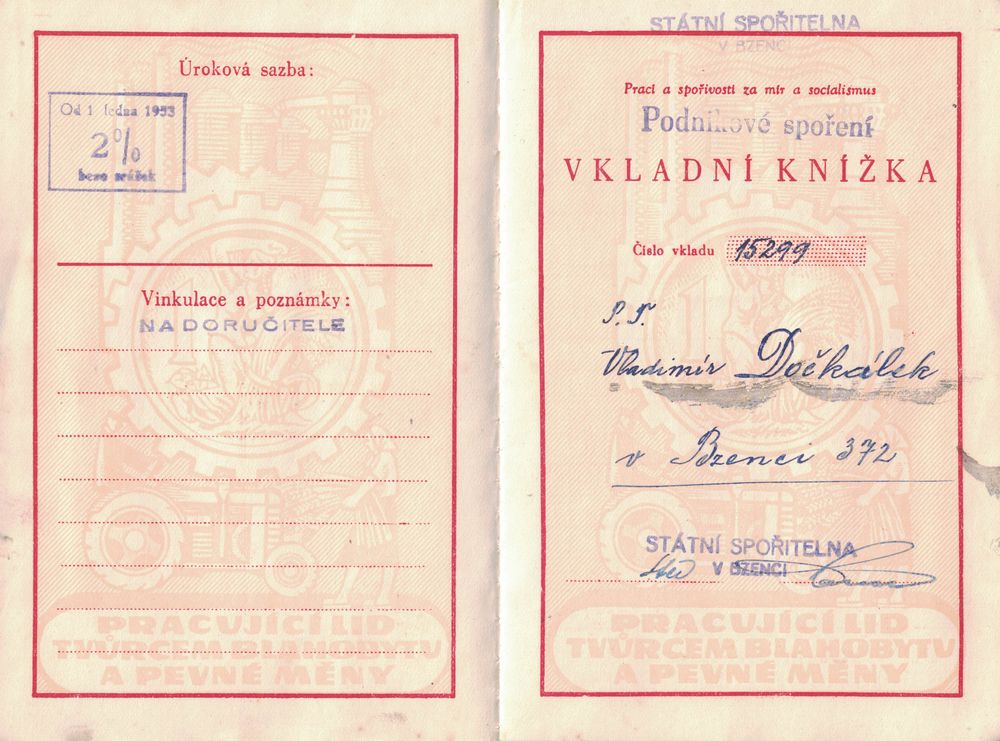 Úroková sazba:
Od 1 ledna 1953
2%
bezo srážek
Vinkulace a poznámky:
NA DORUČITELE
PRACUJÍCÍ LID
TVŮRCEM BLAHOBYTU
A PEVNÉ MĚNY
STÁTNÍ SPOŘITELNA
V BZENCI
Prací a spořivostí za mír a socialismus
Podnikové spoření
VKLADNÍ KNÍŽKA
Číslo vkladu 15299
P. T.
Vladimír Dočkálek
v Bzenci 372
STÁTNÍ SPOŘITELNA
V BZENCI
PRACUJÍCÍ LID
TVŮRCEM BLAHOBYTU
A PEVNÉ MĚNY